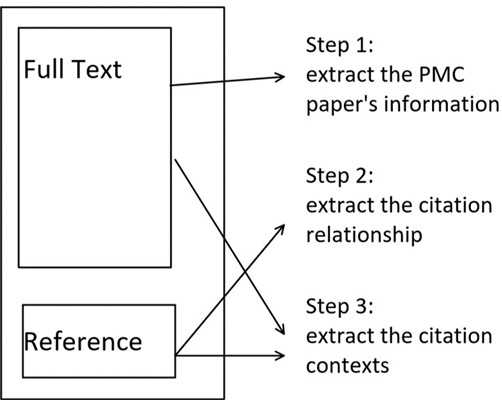 Full Text
Reference
Step 1:
extract the PMC
paper's information
Step 2:
extract the citation
relationship
Step 3:
extract the citation
contexts